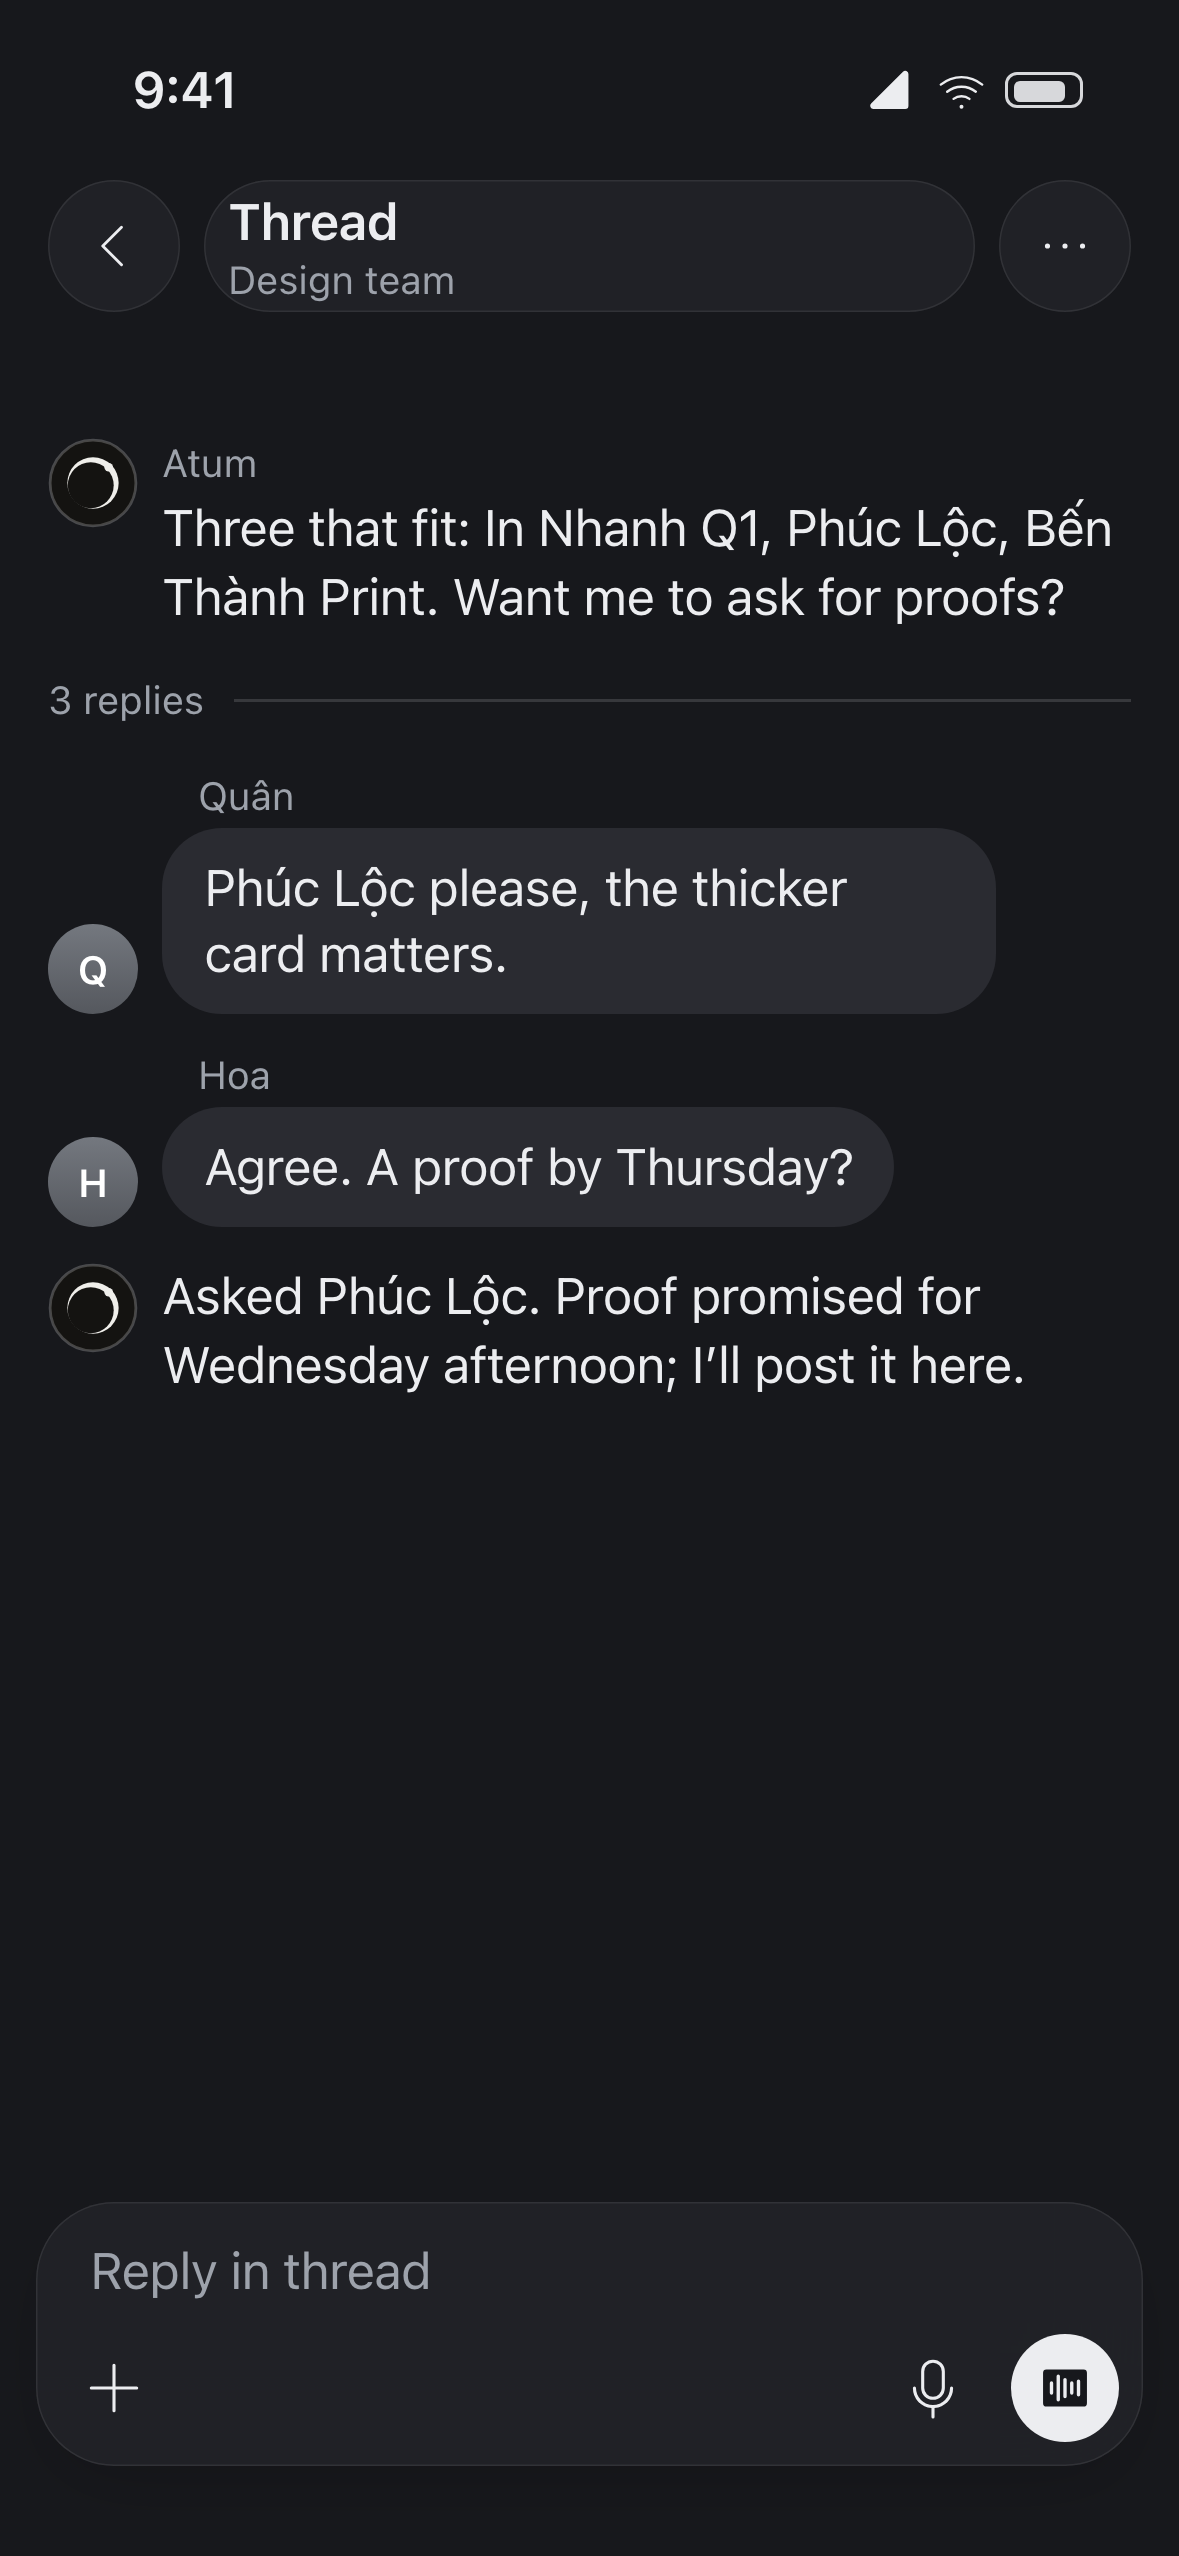 9:41
Thread
Design team
Atum
Three that fit: In Nhanh Q1, Phúc Lộc, Bến
Thành Print. Want me to ask for proofs?
3 replies
Quân
Phúc Lộc please, the thicker
card matters.
Q
Hoa
Agree. A proof by Thursday?
H
Asked Phúc Lộc. Proof promised for
Wednesday afternoon; I’ll post it here.
Reply in thread